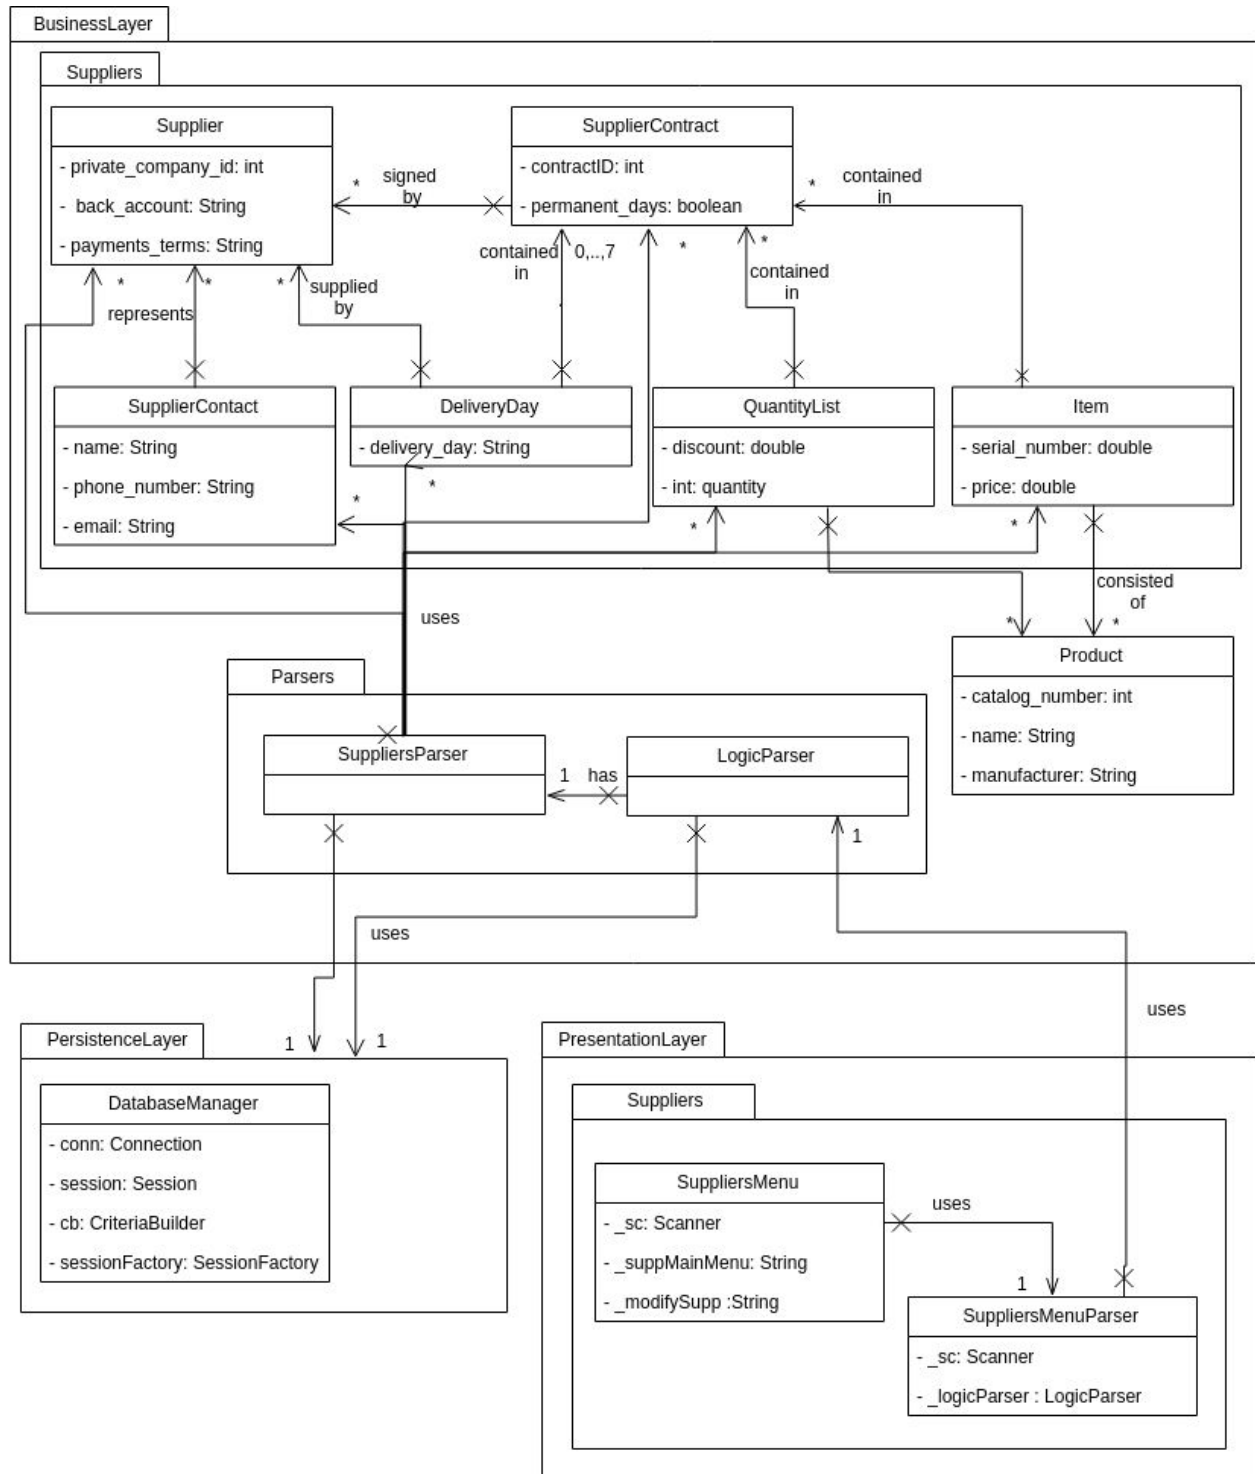 BusinessLayer
Suppliers
Supplier
- private_company_id: int
- back_account: String
- payments_terms: String
SupplierContract
- contractID: int
- permanent_days: boolean
*
signed
by
*
contained
in
contained
in
0,..,7
*
*
contained
in
*
represents
*
*
supplied
by
SupplierContact
- name: String
- phone_number: String
- email: String
DeliveryDay
- delivery_day: String
QuantityList
- discount: double
- int: quantity
Item
- serial_number: double
- price: double
*
*
*
*
uses
consisted
of
*
*
Product
- catalog_number: int
- name: String
- manufacturer: String
Parsers
SuppliersParser
1
has
LogicParser
1
uses
uses
PersistenceLayer
1
1
DatabaseManager
- conn: Connection
- session: Session
- cb: CriteriaBuilder
- sessionFactory: SessionFactory
PresentationLayer
Suppliers
SuppliersMenu
- _sc: Scanner
- _suppMainMenu: String
- _modifySupp :String
uses
1
SuppliersMenuParser
- _sc: Scanner
- _logicParser : LogicParser